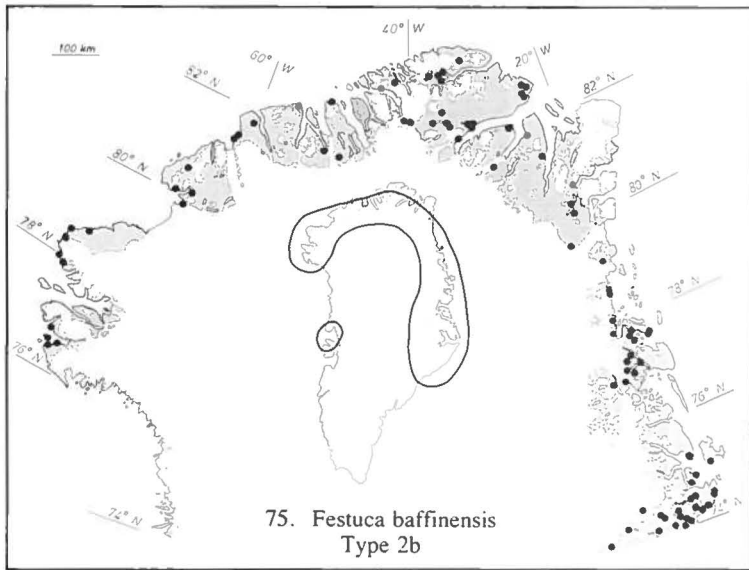 40° W
100 km
60° W
20° W
82° N
82° N
80° N
80° N
78° N
78° N
76° N
76° N
74° N
75. Festuca baffinensis
Type 2b